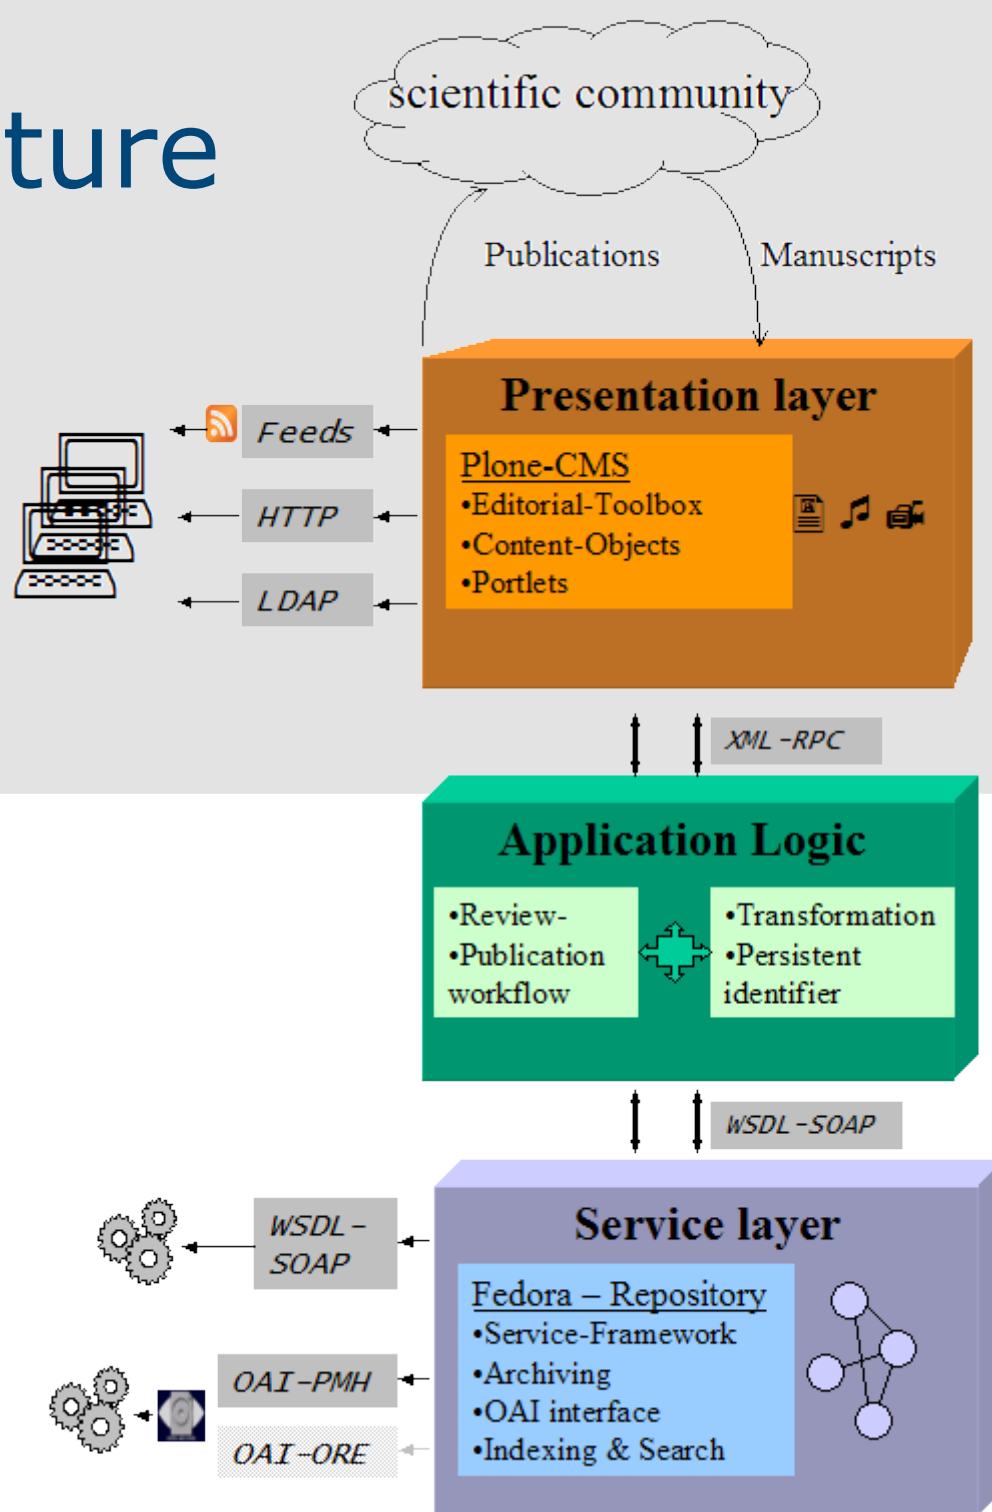 scientific community
ture
Publications
Manuscripts
Presentation layer
Feeds
Plone-CMS
•Editorial-Toolbox
HTTP
•Content-Objects
•Portlets
LDAP
XML-RPC
Application Logic
•Review-
•Publication
workflow
•Transformation
•Persistent
identifier
WSDL-SOAP
Service layer
WSDL-
SOAP
Fedora – Repository
•Service-Framework
•Archiving
•OAI interface
•Indexing & Search
OAI-PMH
OAI-ORE